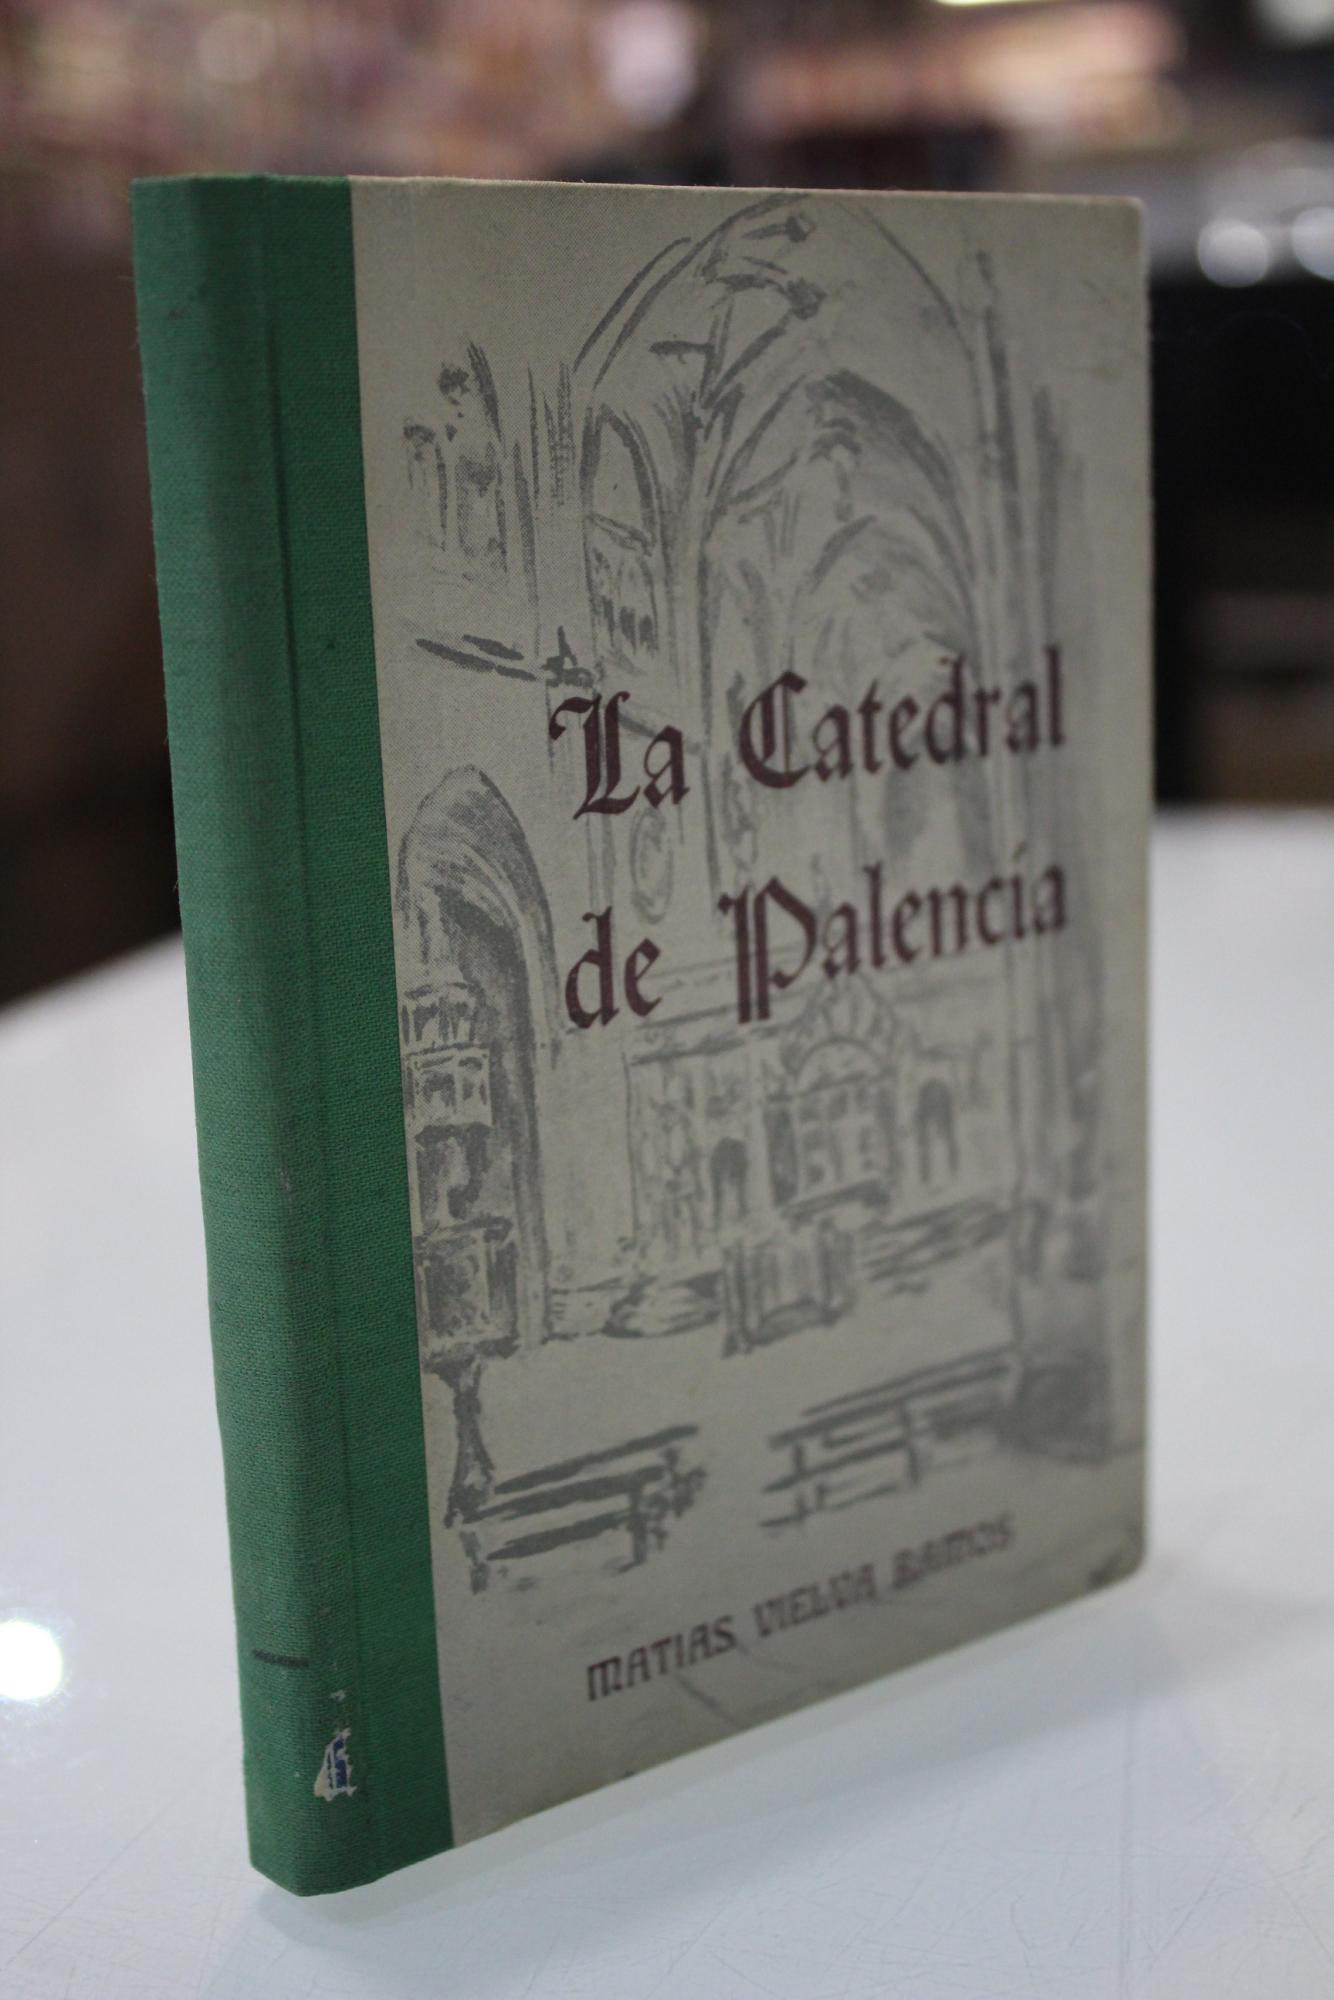 La Catedral
de Palencia
MATIAS VIELVA RAMOS